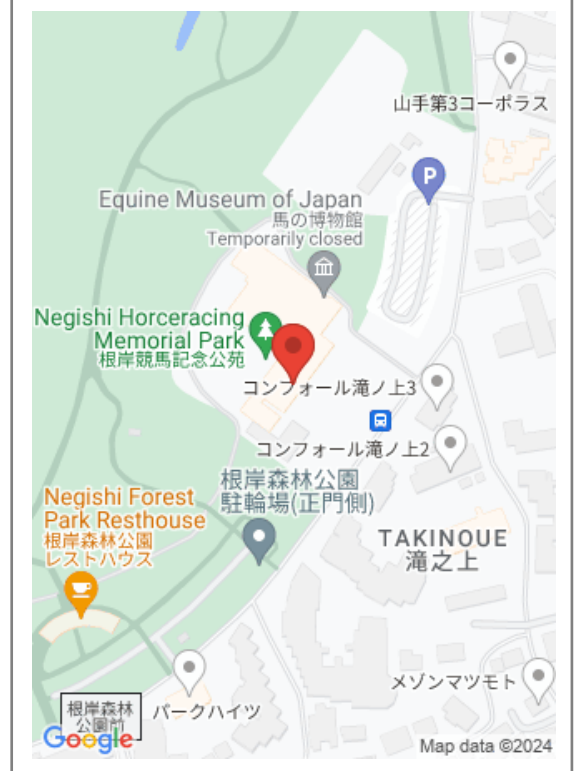 山手第3コーポラス
P
Equine Museum of Japan
馬の博物館
Temporarily closed
Negishi Horceracing
Memorial Park
根岸競馬記念公苑
コンフォール滝ノ上3
コンフォール滝ノ上2
根岸森林公園
駐輪場(正門側)
Negishi Forest
Park Resthouse
根岸森林公園
レストハウス
TAKINOUE
滝之上
メゾンマツモト
パークハイツ
根岸森林
公園前
Google
Map data ©2024